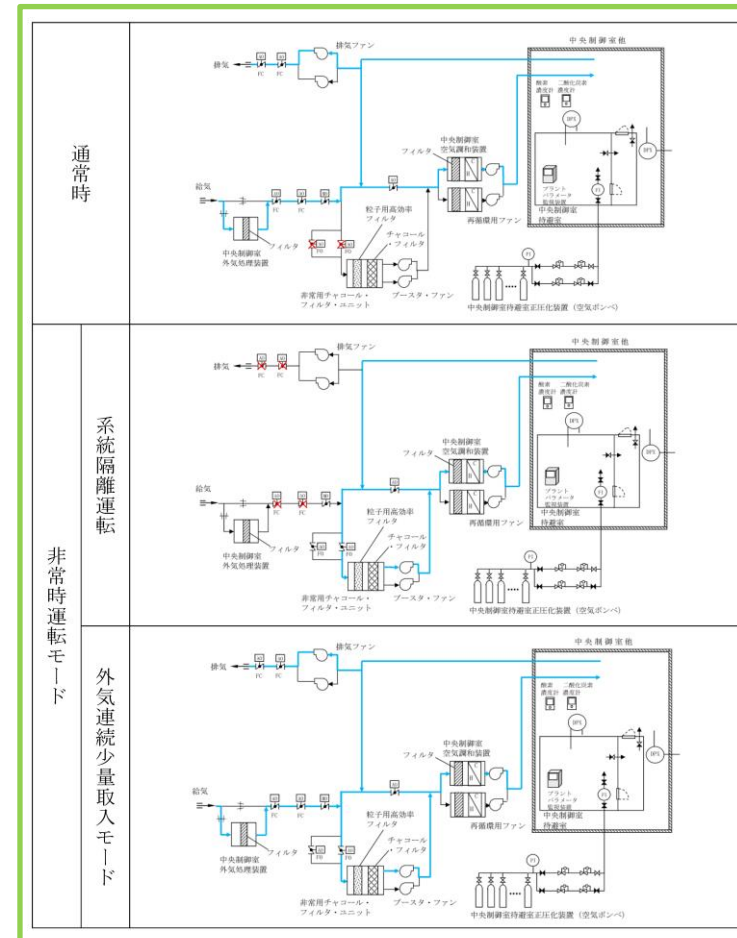 通常時
中央制御室他
排気ファン
排気
AO
AO
FC
FC
酸素
濃度計
二酸化炭素
濃度計
DPX
DPX
中央制御室
空気調和装置
フィルタ
給気
粒子用高効率
フィルタ
チャコール
・フィルタ
再循環用ファン
プラント
パラメータ
監視装置
中央制御室
待避室
フィルタ
中央制御室
外気処理装置
非常用チャコール・
フィルタ・ユニット
ブースタ・ファン
中央制御室待避室正圧化装置（空気ボンベ）
非常時運転モード
系統隔離運転
中央制御室他
排気ファン
排気
FC
FC
酸素
濃度計
二酸化炭素
濃度計
DPX
DPX
中央制御室
空気調和装置
フィルタ
給気
粒子用高効率
フィルタ
チャコール
・フィルタ
再循環用ファン
プラント
パラメータ
監視装置
中央制御室
待避室
フィルタ
中央制御室
外気処理装置
非常用チャコール・
フィルタ・ユニット
ブースタ・ファン
中央制御室待避室正圧化装置（空気ボンベ）
外気連続少量取入モード
中央制御室他
排気ファン
排気
FC
FC
酸素
濃度計
二酸化炭素
濃度計
DPX
DPX
中央制御室
空気調和装置
フィルタ
給気
粒子用高効率
フィルタ
チャコール
・フィルタ
再循環用ファン
プラント
パラメータ
監視装置
中央制御室
待避室
フィルタ
中央制御室
外気処理装置
非常用チャコール・
フィルタ・ユニット
ブースタ・ファン
中央制御室待避室正圧化装置（空気ボンベ）